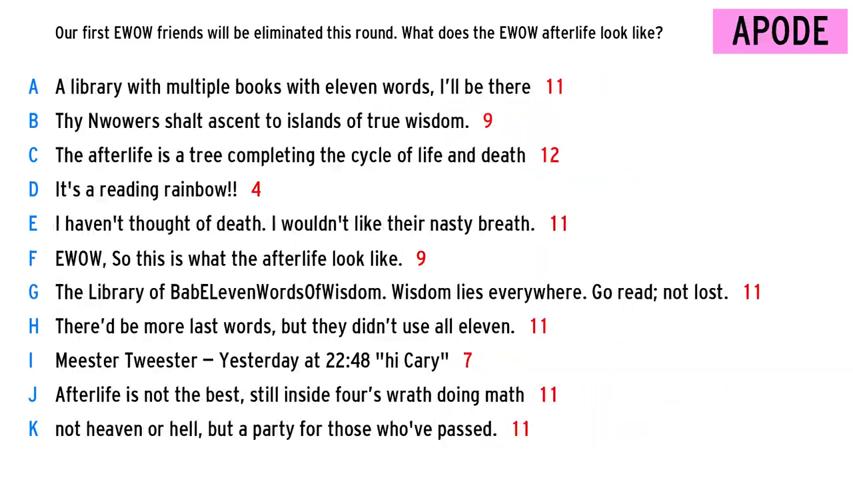 Our first EWOW friends will be eliminated this round. What does the EWOW afterlife look like?
APODE
A A library with multiple books with eleven words, I'll be there 11
B Thy Nwowers shalt ascent to islands of true wisdom. 9
C The afterlife is a tree completing the cycle of life and death 12
D It's a reading rainbow!! 4
E I haven't thought of death. I wouldn't like their nasty breath. 11
F EWOW, So this is what the afterlife look like. 9
G The Library of BabELevenWordsOfWisdom. Wisdom lies everywhere. Go read; not lost. 11
H There'd be more last words, but they didn't use all eleven. 11
I Meester Tweester – Yesterday at 22:48 "hi Cary" 7
J Afterlife is not the best, still inside four's wrath doing math 11
K not heaven or hell, but a party for those who've passed. 11